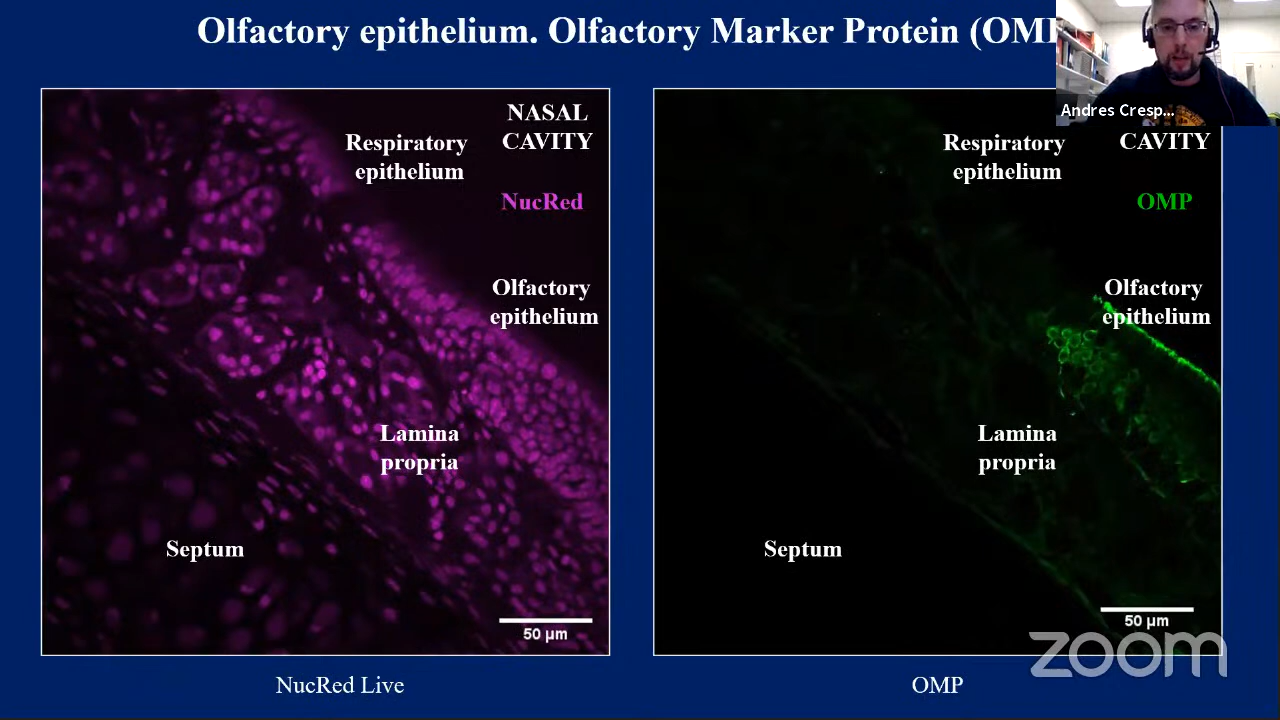 Olfactory epithelium. Olfactory Marker Protein (OMP
Andres Cresp...
NASAL
CAVITY
Respiratory
epithelium
NucRed
Olfactory
epithelium
Lamina
propria
Septum
50 µm
NucRed Live
CAVITY
Respiratory
epithelium
OMP
Olfactory
epithelium
Lamina
propria
Septum
50 µm
OMP
zoom